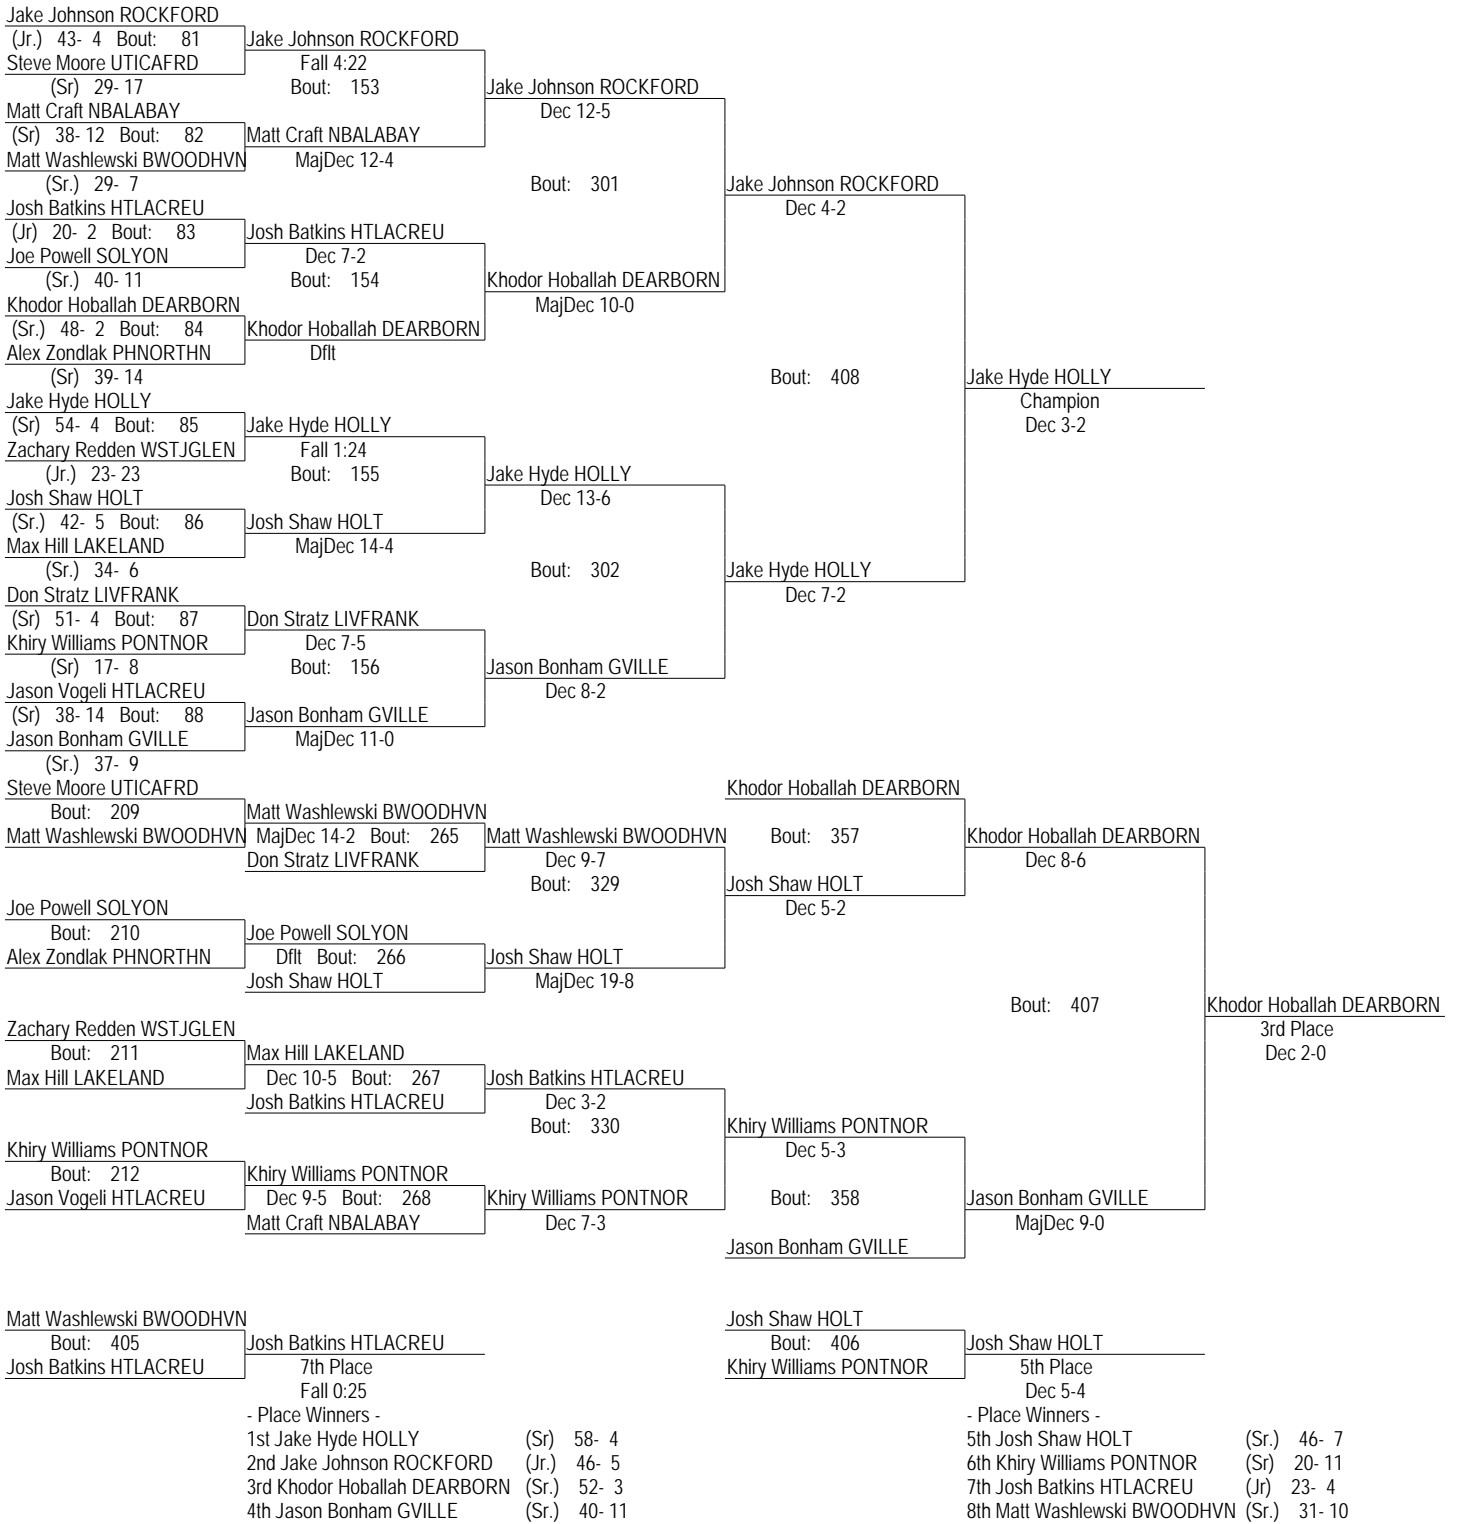 Jake Johnson ROCKFORD
(Jr.) 43- 4 Bout: 81 Jake Johnson ROCKFORD
Steve Moore UTICAFRD Fall 4:22
(Sr) 29- 17 Bout: 153 Jake Johnson ROCKFORD
Matt Craft NBALABAY Dec 12-5
(Sr) 38- 12 Bout: 82 Matt Craft NBALABAY
Matt Washlewski BWOODHVN MajDec 12-4
(Sr.) 29- 7 Bout: 301 Jake Johnson ROCKFORD
Josh Batkins HTLACREU Dec 4-2
(Jr) 20- 2 Bout: 83 Josh Batkins HTLACREU
Joe Powell SOLYON Dec 7-2
(Sr.) 40- 11 Bout: 154 Khodor Hoballah DEARBORN
Khodor Hoballah DEARBORN MajDec 10-0
(Sr.) 48- 2 Bout: 84 Khodor Hoballah DEARBORN
Alex Zondlak PHNORTHN Dflt
(Sr) 39- 14 Bout: 408 Jake Hyde HOLLY
Jake Hyde HOLLY Champion
(Sr) 54- 4 Bout: 85 Jake Hyde HOLLY Dec 3-2
Zachary Redden WSTJGLEN Fall 1:24
(Jr.) 23- 23 Bout: 155 Jake Hyde HOLLY
Josh Shaw HOLT Dec 13-6
(Sr.) 42- 5 Bout: 86 Josh Shaw HOLT
Max Hill LAKELAND MajDec 14-4
(Sr.) 34- 6 Bout: 302 Jake Hyde HOLLY
Don Stratz LIVFRANK Dec 7-2
(Sr) 51- 4 Bout: 87 Don Stratz LIVFRANK
Khiry Williams PONTNOR Dec 7-5
(Sr) 17- 8 Bout: 156 Jason Bonham GVILLE
Jason Vogeli HTLACREU Dec 8-2
(Sr) 38- 14 Bout: 88 Jason Bonham GVILLE
Jason Bonham GVILLE MajDec 11-0
(Sr.) 37- 9
Steve Moore UTICAFRD Khodor Hoballah DEARBORN
Bout: 209 Matt Washlewski BWOODHVN
Matt Washlewski BWOODHVN MajDec 14-2 Bout: 265 Matt Washlewski BWOODHVN Bout: 357 Khodor Hoballah DEARBORN
Don Stratz LIVFRANK Dec 9-7 Dec 8-6
Bout: 329 Josh Shaw HOLT
Joe Powell SOLYON Dec 5-2
Bout: 210 Joe Powell SOLYON
Alex Zondlak PHNORTHN Dflt Bout: 266 Josh Shaw HOLT
Josh Shaw HOLT MajDec 19-8
Bout: 407 Khodor Hoballah DEARBORN
Zachary Redden WSTJGLEN 3rd Place
Bout: 211 Max Hill LAKELAND Dec 2-0
Max Hill LAKELAND Dec 10-5 Bout: 267 Josh Batkins HTLACREU
Josh Batkins HTLACREU Dec 3-2
Bout: 330 Khiry Williams PONTNOR
Khiry Williams PONTNOR Dec 5-3
Bout: 212 Khiry Williams PONTNOR
Jason Vogeli HTLACREU Dec 9-5 Bout: 268 Khiry Williams PONTNOR Bout: 358 Jason Bonham GVILLE
Matt Craft NBALABAY Dec 7-3 MajDec 9-0
Jason Bonham GVILLE
Matt Washlewski BWOODHVN Josh Shaw HOLT
Bout: 405 Josh Batkins HTLACREU Bout: 406 Josh Shaw HOLT
Josh Batkins HTLACREU 7th Place Khiry Williams PONTNOR 5th Place
Fall 0:25 Dec 5-4
- Place Winners - - Place Winners -
1st Jake Hyde HOLLY (Sr) 58- 4 5th Josh Shaw HOLT (Sr.) 46- 7
2nd Jake Johnson ROCKFORD (Jr.) 46- 5 6th Khiry Williams PONTNOR (Sr) 20- 11
3rd Khodor Hoballah DEARBORN (Sr.) 52- 3 7th Josh Batkins HTLACREU (Jr) 23- 4
4th Jason Bonham GVILLE (Sr.) 40- 11 8th Matt Washlewski BWOODHVN (Sr.) 31- 10